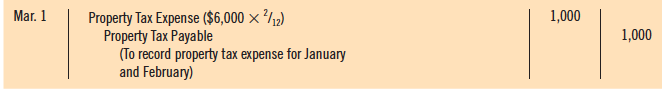 Mar. 1 Property Tax Expense ($6,000 × 2/12) 1,000
Property Tax Payable 1,000
(To record property tax expense for January
and February)